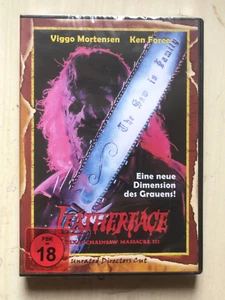 Viggo Mortensen Ken Foree
The Saw is Family
Eine neue
Dimension
des Grauens!
LEATHERFACE
TEXAS CHAINSAW MASSACRE III
FSK
18
Unrated Directors Cut